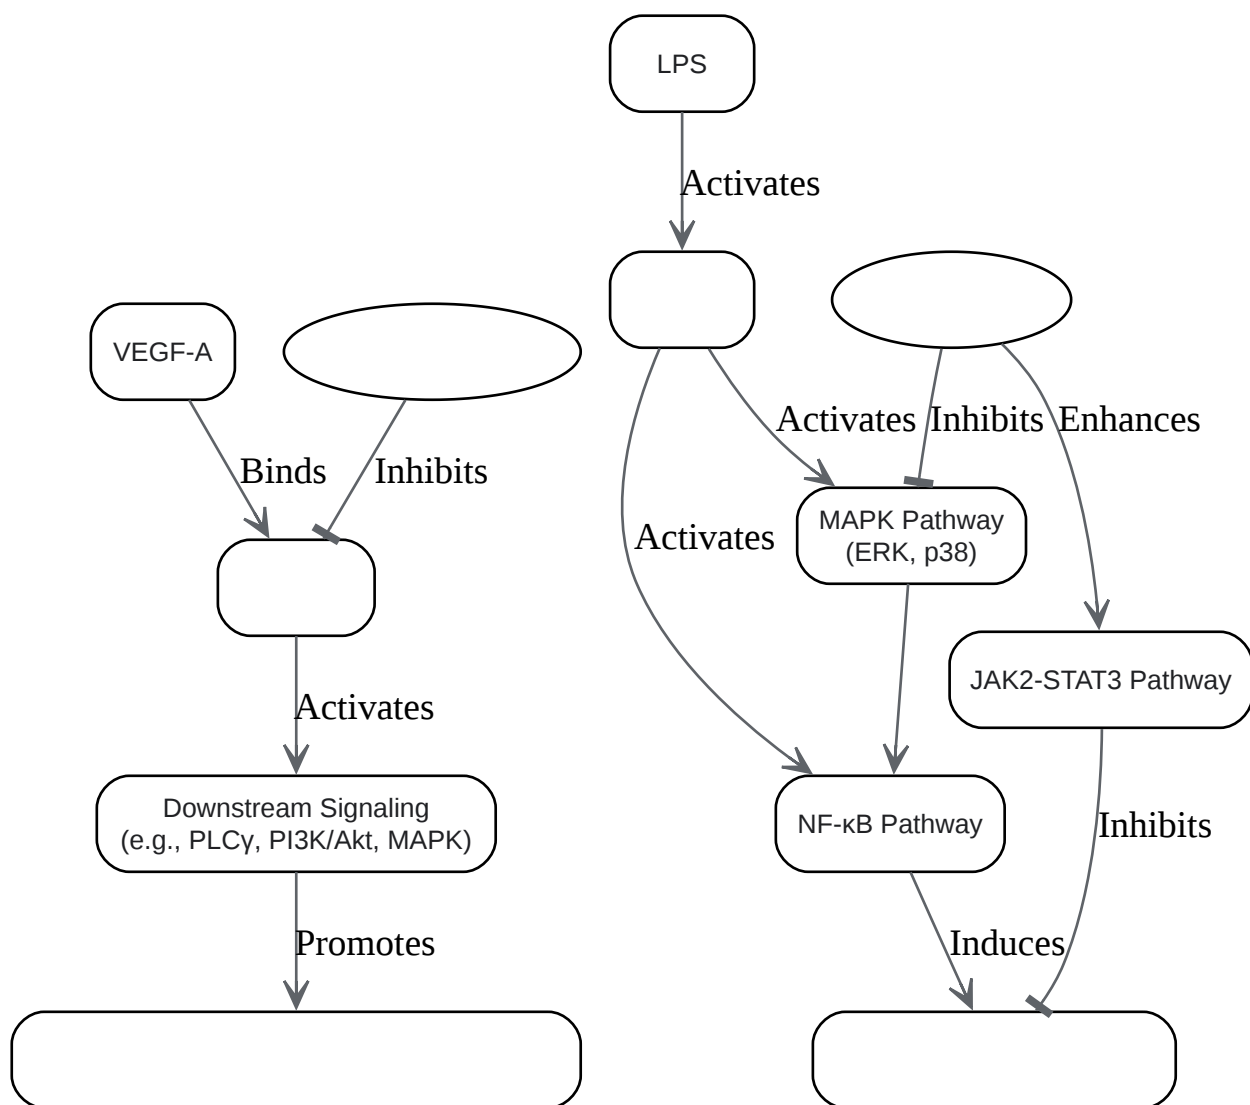 LPS
Activates
VEGF-A
Activates
Inhibits
Enhances
Binds
Inhibits
MAPK Pathway
(ERK, p38)
Activates
JAK2-STAT3 Pathway
Activates
Downstream Signaling
(e.g., PLCγ, PI3K/Akt, MAPK)
NF-κB Pathway
Inhibits
Promotes
Induces